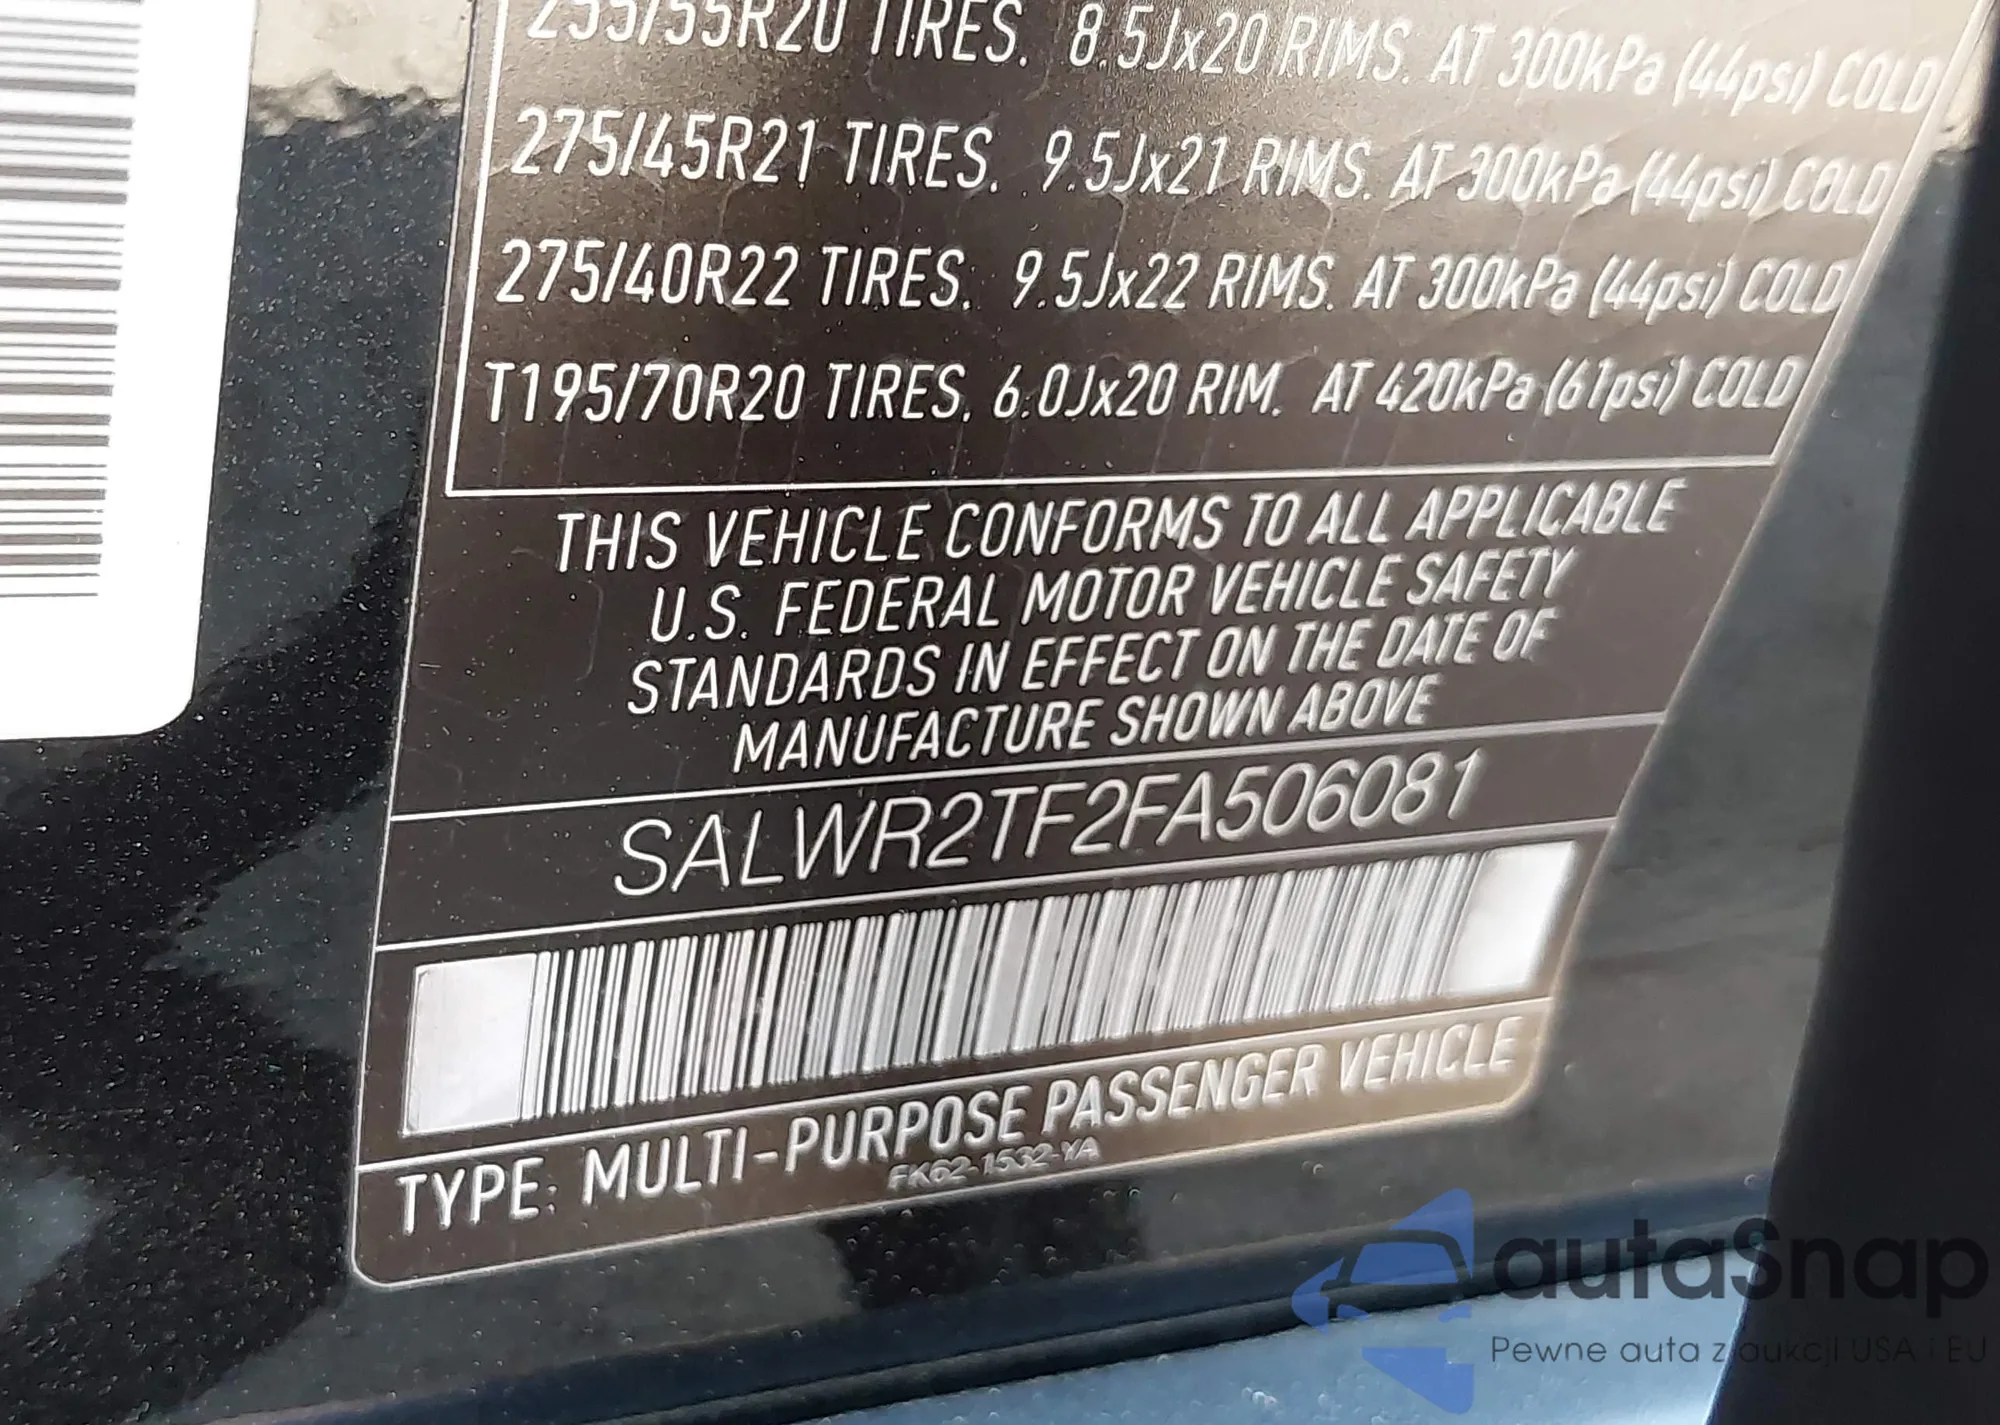 255/55R20 TIRES. 8.5Jx20 RIMS. AT 300kPa (44psi) COLD
275/45R21 TIRES. 9.5Jx21 RIMS. AT 300kPa (44psi) COLD
275/40R22 TIRES. 9.5Jx22 RIMS. AT 300kPa (44psi) COLD
T195/70R20 TIRES. 6.0Jx20 RIM. AT 420kPa (61psi) COLD
THIS VEHICLE CONFORMS TO ALL APPLICABLE
U.S. FEDERAL MOTOR VEHICLE SAFETY
STANDARDS IN EFFECT ON THE DATE OF
MANUFACTURE SHOWN ABOVE
SALWR2TF2FA506081
TYPE: MULTI-PURPOSE PASSENGER VEHICLE
FK62-1532-YA
autaSnap
Pewne auta z aukcji USA i EU